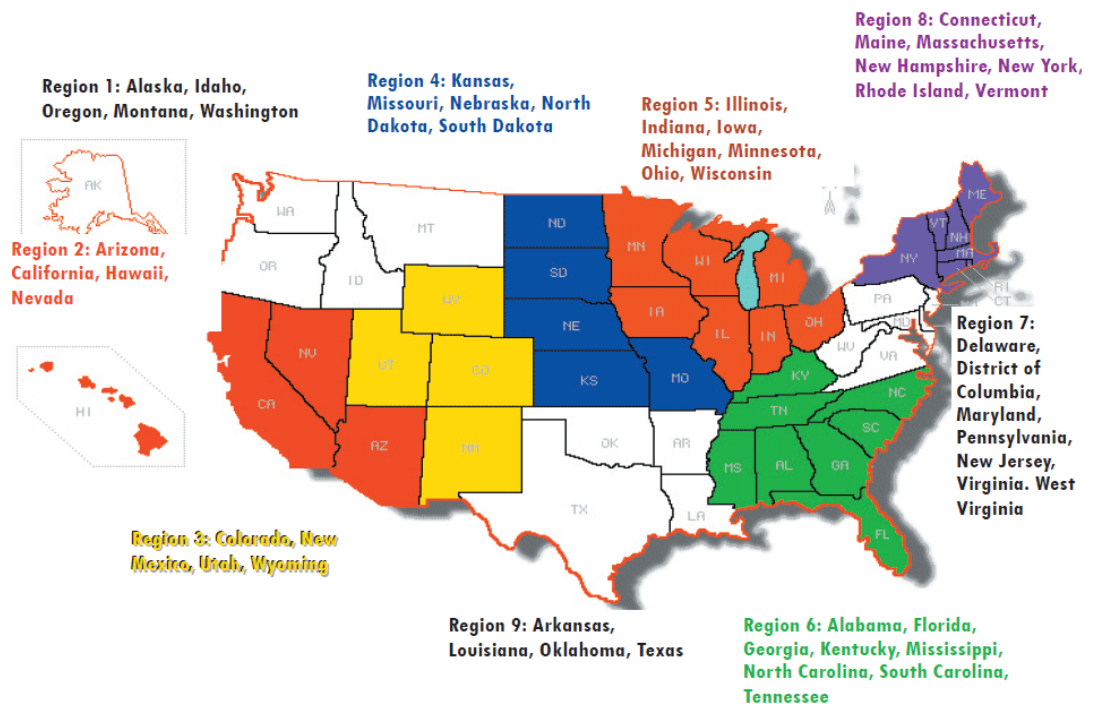 Region 8: Connecticut,
Maine, Massachusetts,
New Hampshire, New York,
Rhode Island, Vermont
Region 1: Alaska, Idaho,
Oregon, Montana, Washington
Region 4: Kansas,
Missouri, Nebraska, North
Dakota, South Dakota
Region 5: Illinois,
Indiana, Iowa,
Michigan, Minnesota,
Ohio, Wisconsin
AK
WA
MT
ND
MN
WI
MI
ME
VT
NH
NY
MA
RI
CT
Region 2: Arizona,
California, Hawaii,
Nevada
OR
ID
WY
SD
IA
PA
MD
NV
UT
CO
NE
IL
IN
OH
WV
VA
Region 7:
Delaware,
District of
Columbia,
Maryland,
Pennsylvania,
New Jersey,
Virginia. West
Virginia
HI
CA
AZ
NM
KS
MO
KY
NC
TN
SC
OK
AR
MS
AL
GA
TX
LA
FL
Region 3: Colorado, New
Mexico, Utah, Wyoming
Region 9: Arkansas,
Louisiana, Oklahoma, Texas
Region 6: Alabama, Florida,
Georgia, Kentucky, Mississippi,
North Carolina, South Carolina,
Tennessee